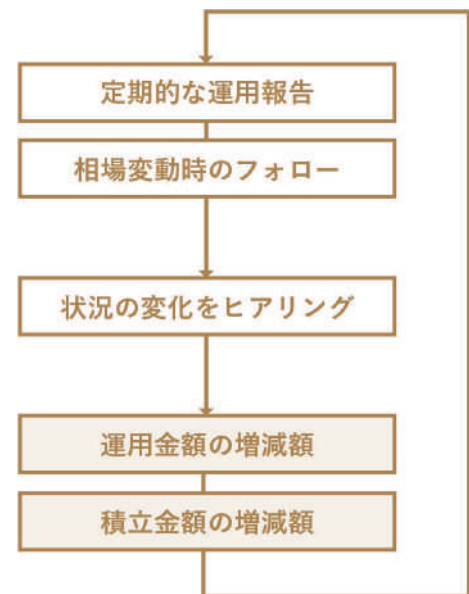 定期的な運用報告
相場変動時のフォロー
状況の変化をヒアリング
運用金額の増減額
積立金額の増減額